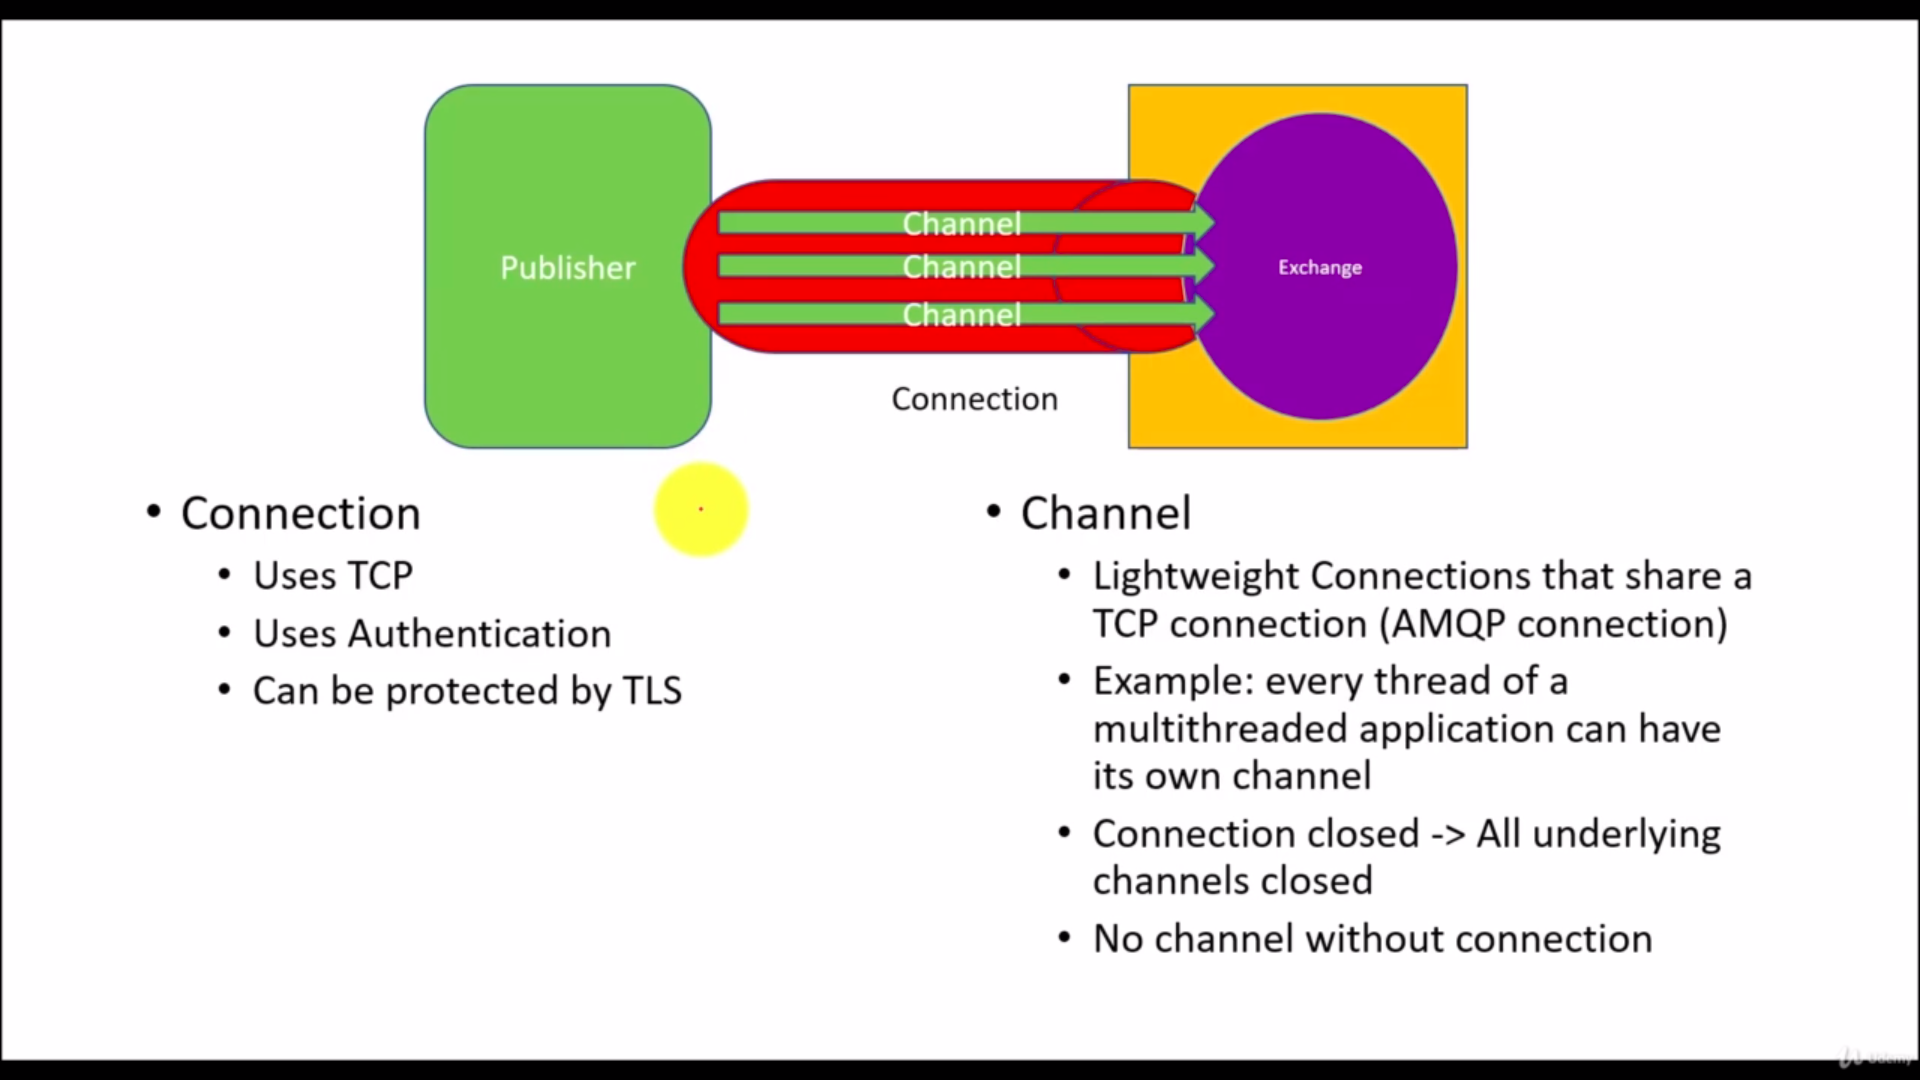 Publisher
Channel
Channel
Channel
Exchange
Connection
• Connection
• Uses TCP
• Uses Authentication
• Can be protected by TLS
• Channel
• Lightweight Connections that share a
TCP connection (AMQP connection)
• Example: every thread of a
multithreaded application can have
its own channel
• Connection closed -> All underlying
channels closed
• No channel without connection
Udemy